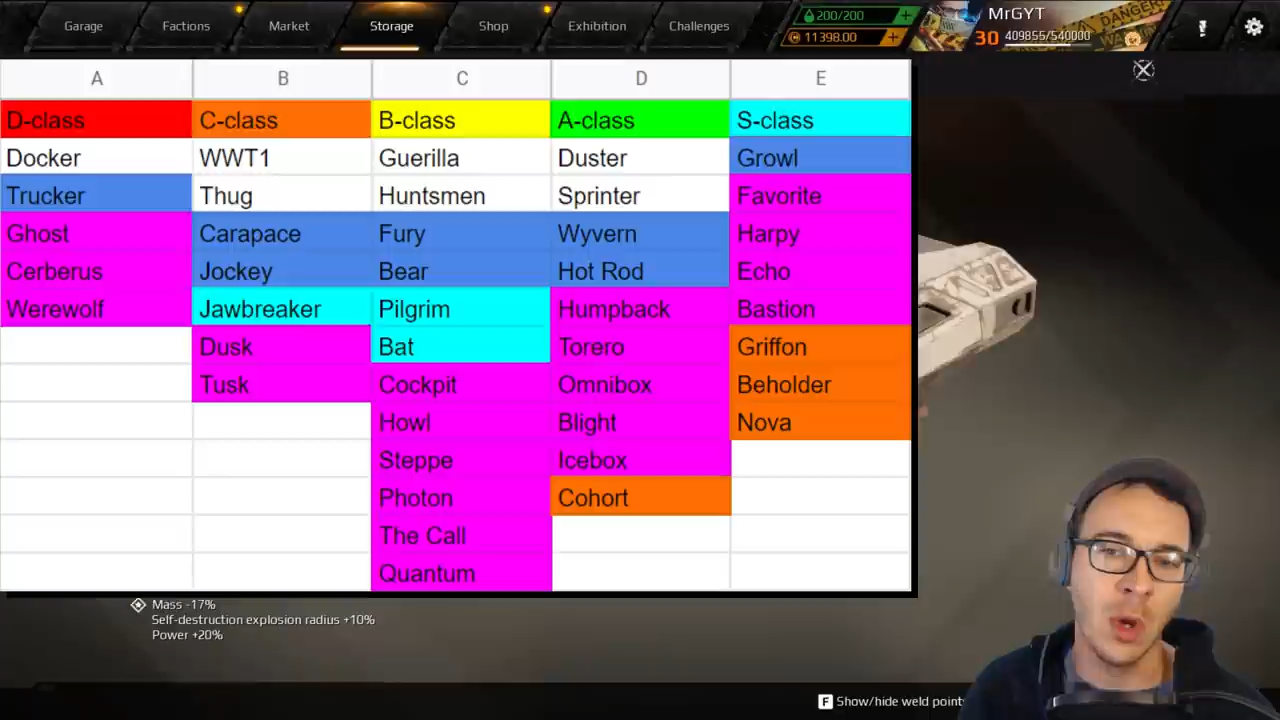 Garage Factions Market Storage Shop Exhibition Challenges
200/200
11398.00
MrGYT
30 409855/540000
A B C D E
D-class C-class B-class A-class S-class
Docker WWT1 Guerilla Duster Growl
Trucker Thug Huntsmen Sprinter Favorite
Ghost Carapace Fury Wyvern Harpy
Cerberus Jockey Bear Hot Rod Echo
Werewolf Jawbreaker Pilgrim Humpback Bastion
Dusk Bat Torero Griffon
Tusk Cockpit Omnibox Beholder
Howl Blight Nova
Steppe Icebox
Photon Cohort
The Call
Quantum
Mass -17%
Self-destruction explosion radius +10%
Power +20%
F Show/hide weld point